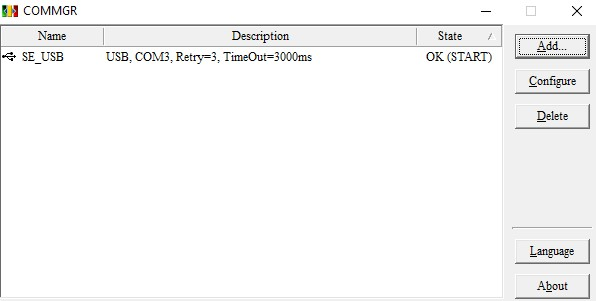 COMMGR
Name Description State
SE_USB USB, COM3, Retry=3, TimeOut=3000ms OK (START)
Add...
Configure
Delete
Language
About